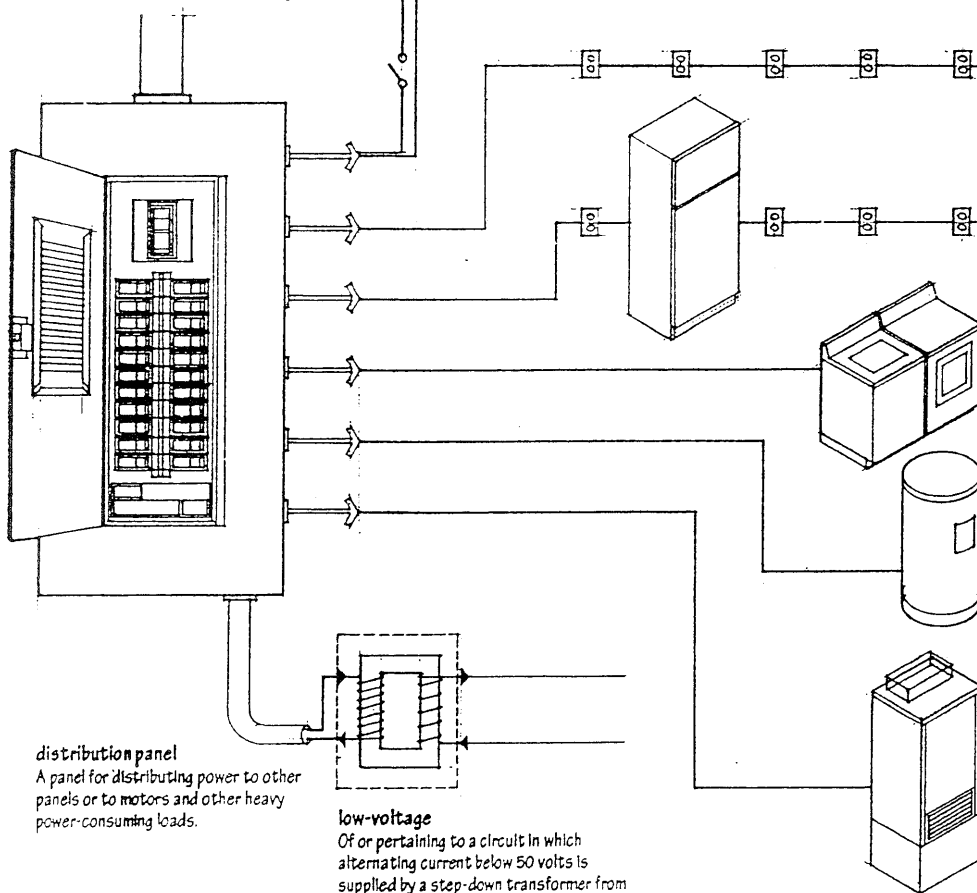 distribution panel
A panel for distributing power to other
panels or to motors and other heavy
power-consuming loads.
low-voltage
Of or pertaining to a circuit in which
alternating current below 50 volts is
supplied by a step-down transformer from